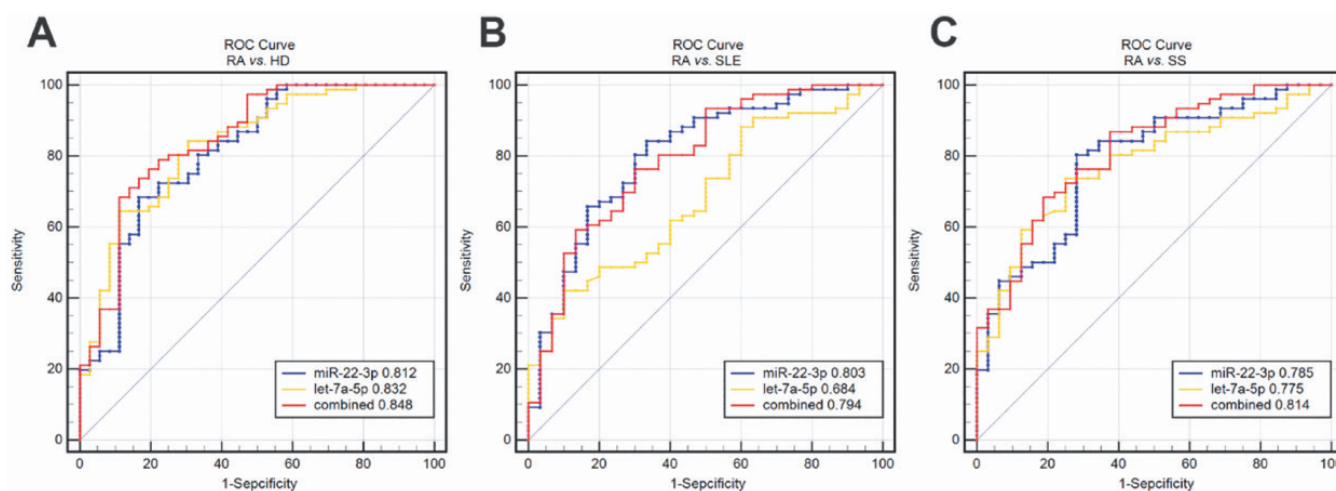 A
ROC Curve
RA vs. HD
100
80
60
40
20
0
Sensitivity
0 20 40 60 80 100
1-Sepcificity
miR-22-3p 0.812
let-7a-5p 0.832
combined 0.848
B
ROC Curve
RA vs. SLE
100
80
60
40
20
0
Sensitivity
0 20 40 60 80 100
1-Sepcificity
miR-22-3p 0.803
let-7a-5p 0.684
combined 0.794
C
ROC Curve
RA vs. SS
100
80
60
40
20
0
Sensitivity
0 20 40 60 80 100
1-Sepcificity
miR-22-3p 0.785
let-7a-5p 0.775
combined 0.814